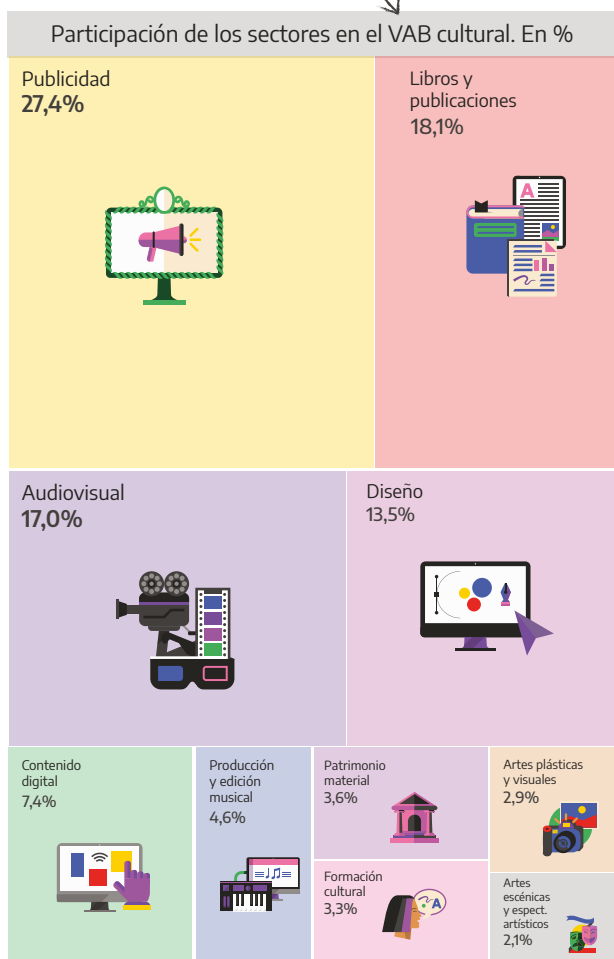 Participación de los sectores en el VAB cultural. En %
Publicidad
27,4%
Libros y
publicaciones
18,1%
A
Audiovisual
17,0%
Diseño
13,5%
Contenido
digital
7,4%
Producción
y edición
musical
4,6%
Patrimonio
material
3,6%
Formación
cultural
3,3%
A
Artes plásticas
y visuales
2,9%
Artes
escénicas
y espect.
artísticos
2,1%